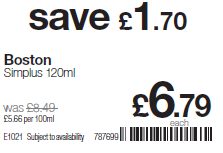 save £1.70
Boston
Simplus 120ml
was £8.49
£5.66 per 100ml
£6.79
each
E1021 Subject to availability 787699